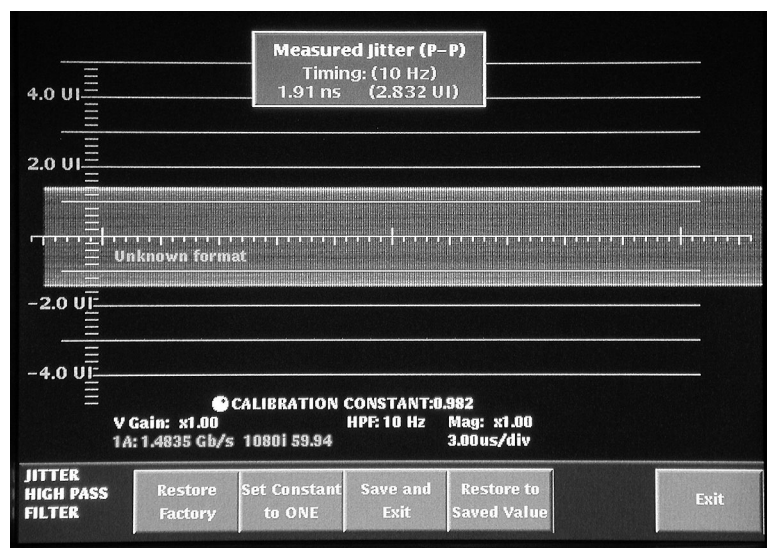 Measured Jitter (P-P)
Timing: (10 Hz)
1.91 ns (2.832 UI)
4.0 UI
2.0 UI
Unknown format
-2.0 UI
-4.0 UI
CALIBRATION CONSTANT:0.982
V Gain: x1.00 HPF: 10 Hz Mag: x1.00
1A: 1.4835 Gb/s 1080i 59.94 3.00us/div
JITTER
HIGH PASS
FILTER
Restore
Factory
Set Constant
to ONE
Save and
Exit
Restore to
Saved Value
Exit